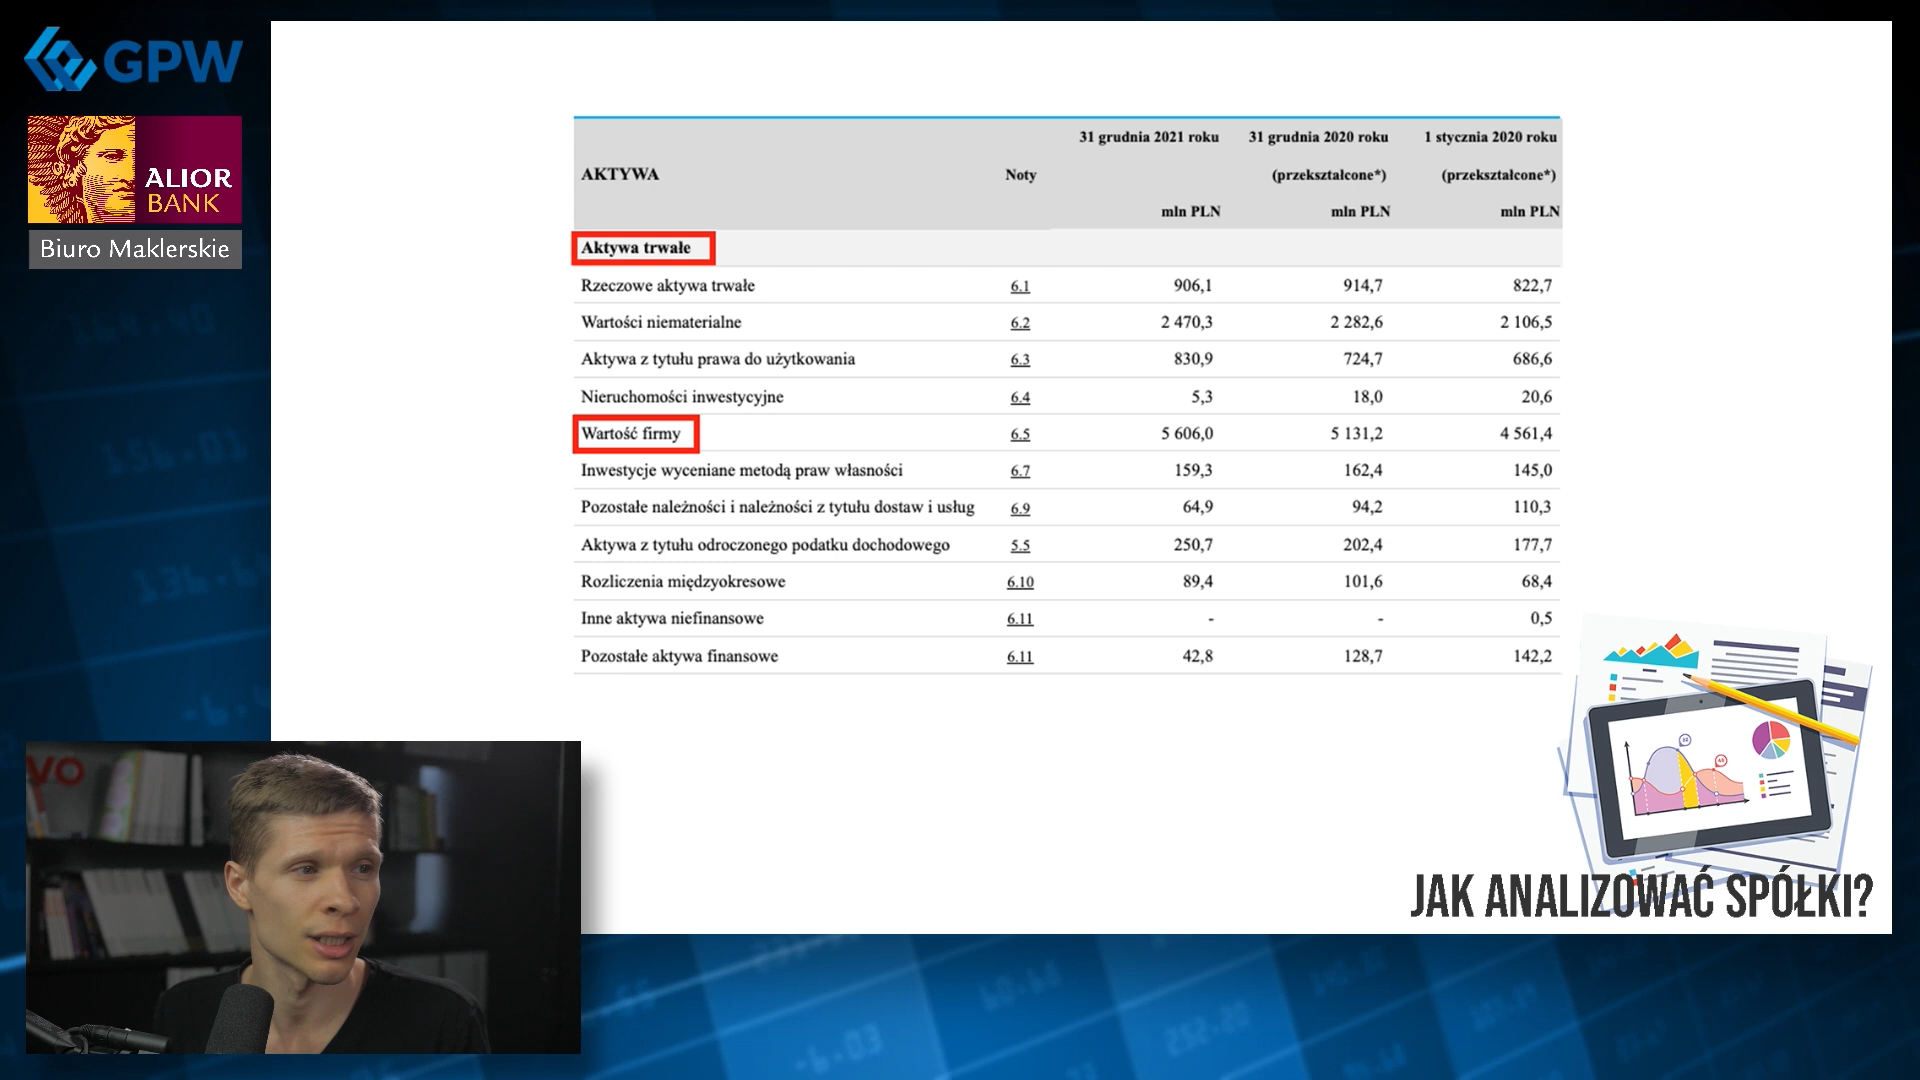 GPW
ALIOR
BANK
Biuro Maklerskie
31 grudnia 2021 roku 31 grudnia 2020 roku 1 stycznia 2020 roku
AKTYWA Noty (przekształcone*) (przekształcone*)
mln PLN mln PLN mln PLN
Aktywa trwałe
Rzeczowe aktywa trwałe 6.1 906,1 914,7 822,7
Wartości niematerialne 6.2 2 470,3 2 282,6 2 106,5
Aktywa z tytułu prawa do użytkowania 6.3 830,9 724,7 686,6
Nieruchomości inwestycyjne 6.4 5,3 18,0 20,6
Wartość firmy 6.5 5 606,0 5 131,2 4 561,4
Inwestycje wyceniane metodą praw własności 6.7 159,3 162,4 145,0
Pozostałe należności i należności z tytułu dostaw i usług 6.9 64,9 94,2 110,3
Aktywa z tytułu odroczonego podatku dochodowego 5.5 250,7 202,4 177,7
Rozliczenia międzyokresowe 6.10 89,4 101,6 68,4
Inne aktywa niefinansowe 6.11 - - 0,5
Pozostałe aktywa finansowe 6.11 42,8 128,7 142,2
JAK ANALIZOWAĆ SPÓŁKI?